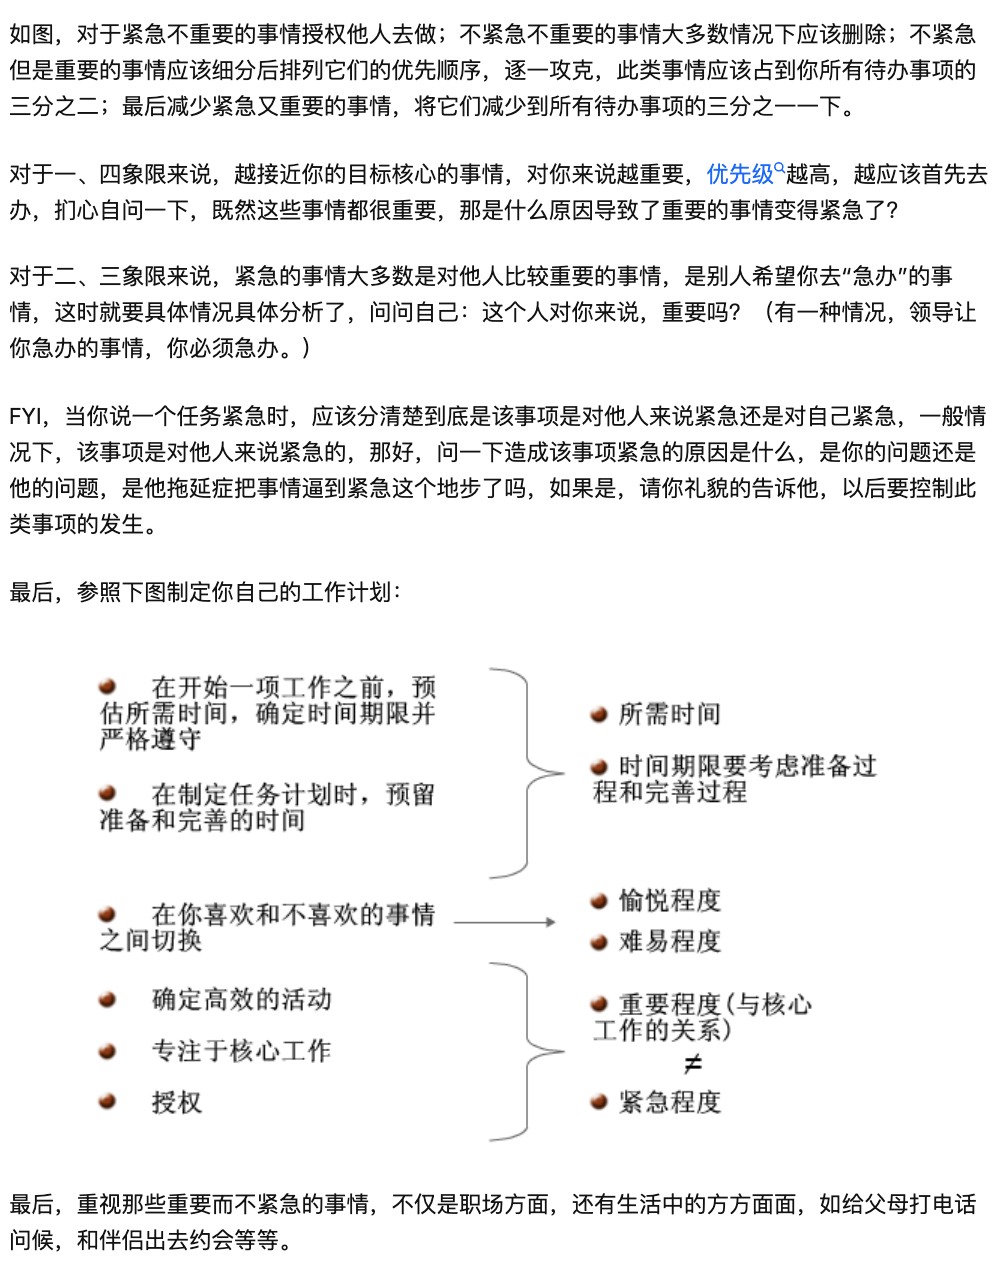 如图，对于紧急不重要的事情授权他人去做；不紧急不重要的事情大多数情况下应该删除；不紧急
但是重要的事情应该细分后排列它们的优先顺序，逐一攻克，此类事情应该占到你所有待办事项的
三分之二；最后减少紧急又重要的事情，将它们减少到所有待办事项的三分之一一下。
对于一、四象限来说，越接近你的目标核心的事情，对你来说越重要，优先级越高，越应该首先去
办，扪心自问一下，既然这些事情都很重要，那是什么原因导致了重要的事情变得紧急了？
对于二、三象限来说，紧急的事情大多数是对他人比较重要的事情，是别人希望你去“急办”的事
情，这时就要具体情况具体分析了，问问自己：这个人对你来说，重要吗？（有一种情况，领导让
你急办的事情，你必须急办。）
FYI，当你说一个任务紧急时，应该分清楚到底是该事项是对他人来说紧急还是对自己紧急，一般情
况下，该事项是对他人来说紧急的，那好，问一下造成该事项紧急的原因是什么，是你的问题还是
他的问题，是他拖延症把事情逼到紧急这个地步了吗，如果是，请你礼貌的告诉他，以后要控制此
类事项的发生。
最后，参照下图制定你自己的工作计划：
在开始一项工作之前，预
估所需时间，确定时间期限并
严格遵守
在制定任务计划时，预留
准备和完善的时间
所需时间
时间期限要考虑准备过
程和完善过程
在你喜欢和不喜欢的事情
之间切换
愉悦程度
难易程度
确定高效的活动
专注于核心工作
授权
重要程度(与核心
工作的关系)
≠
紧急程度
最后，重视那些重要而不紧急的事情，不仅是职场方面，还有生活中的方方面面，如给父母打电话
问候，和伴侣出去约会等等。